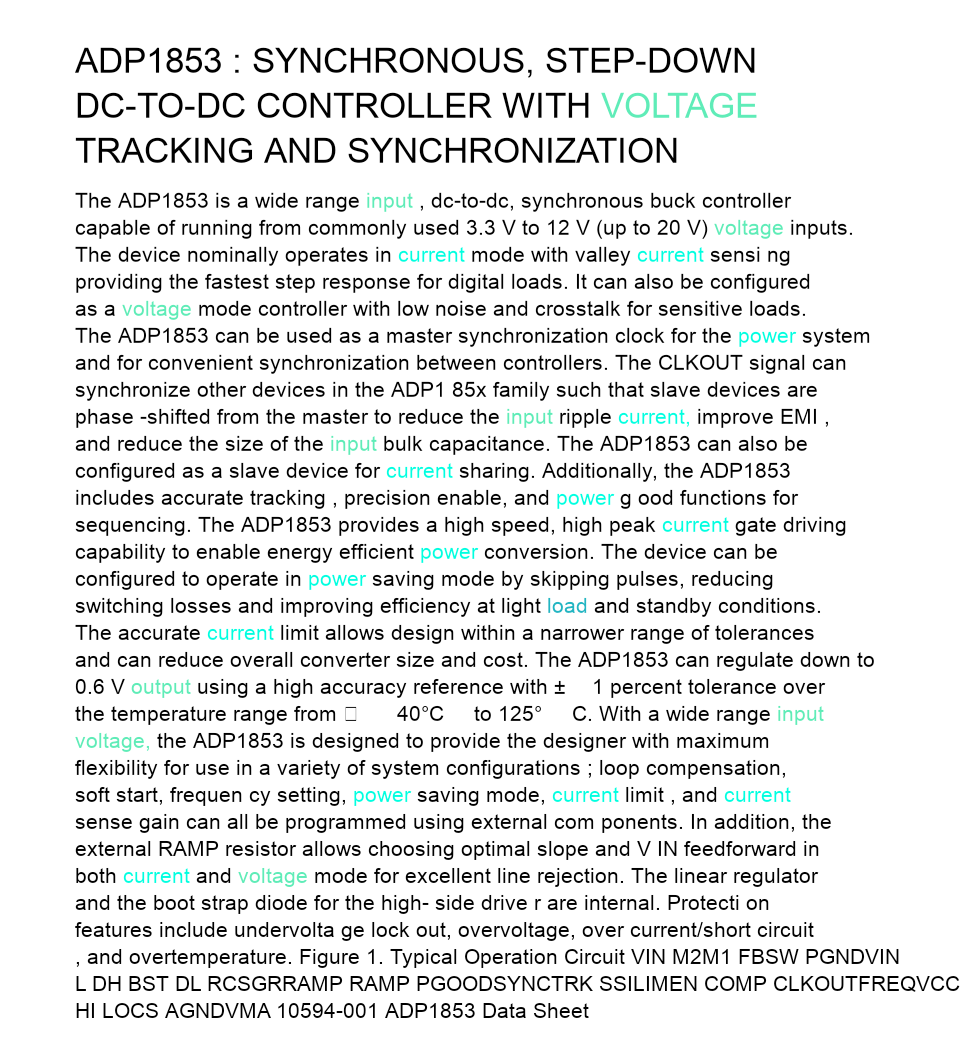 ADP1853 : SYNCHRONOUS, STEP-DOWN
DC-TO-DC CONTROLLER WITH VOLTAGE
TRACKING AND SYNCHRONIZATION
The ADP1853 is a wide range input , dc-to-dc, synchronous buck controller
capable of running from commonly used 3.3 V to 12 V (up to 20 V) voltage inputs.
The device nominally operates in current mode with valley current sensi ng
providing the fastest step response for digital loads. It can also be configured
as a voltage mode controller with low noise and crosstalk for sensitive loads.
The ADP1853 can be used as a master synchronization clock for the power system
and for convenient synchronization between controllers. The CLKOUT signal can
synchronize other devices in the ADP1 85x family such that slave devices are
phase -shifted from the master to reduce the input ripple current, improve EMI ,
and reduce the size of the input bulk capacitance. The ADP1853 can also be
configured as a slave device for current sharing. Additionally, the ADP1853
includes accurate tracking , precision enable, and power g ood functions for
sequencing. The ADP1853 provides a high speed, high peak current gate driving
capability to enable energy efficient power conversion. The device can be
configured to operate in power saving mode by skipping pulses, reducing
switching losses and improving efficiency at light load and standby conditions.
The accurate current limit allows design within a narrower range of tolerances
and can reduce overall converter size and cost. The ADP1853 can regulate down to
0.6 V output using a high accuracy reference with ± 1 percent tolerance over
the temperature range from □ 40°C to 125° C. With a wide range input
voltage, the ADP1853 is designed to provide the designer with maximum
flexibility for use in a variety of system configurations ; loop compensation,
soft start, frequen cy setting, power saving mode, current limit , and current
sense gain can all be programmed using external com ponents. In addition, the
external RAMP resistor allows choosing optimal slope and V IN feedforward in
both current and voltage mode for excellent line rejection. The linear regulator
and the boot strap diode for the high- side drive r are internal. Protecti on
features include undervolta ge lock out, overvoltage, over current/short circuit
, and overtemperature. Figure 1. Typical Operation Circuit VIN M2M1 FBSW PGNDVIN
L DH BST DL RCSGRRAMP RAMP PGOODSYNCTRK SSILIMEN COMP CLKOUTFREQVCC
HI LOCS AGNDVMA 10594-001 ADP1853 Data Sheet